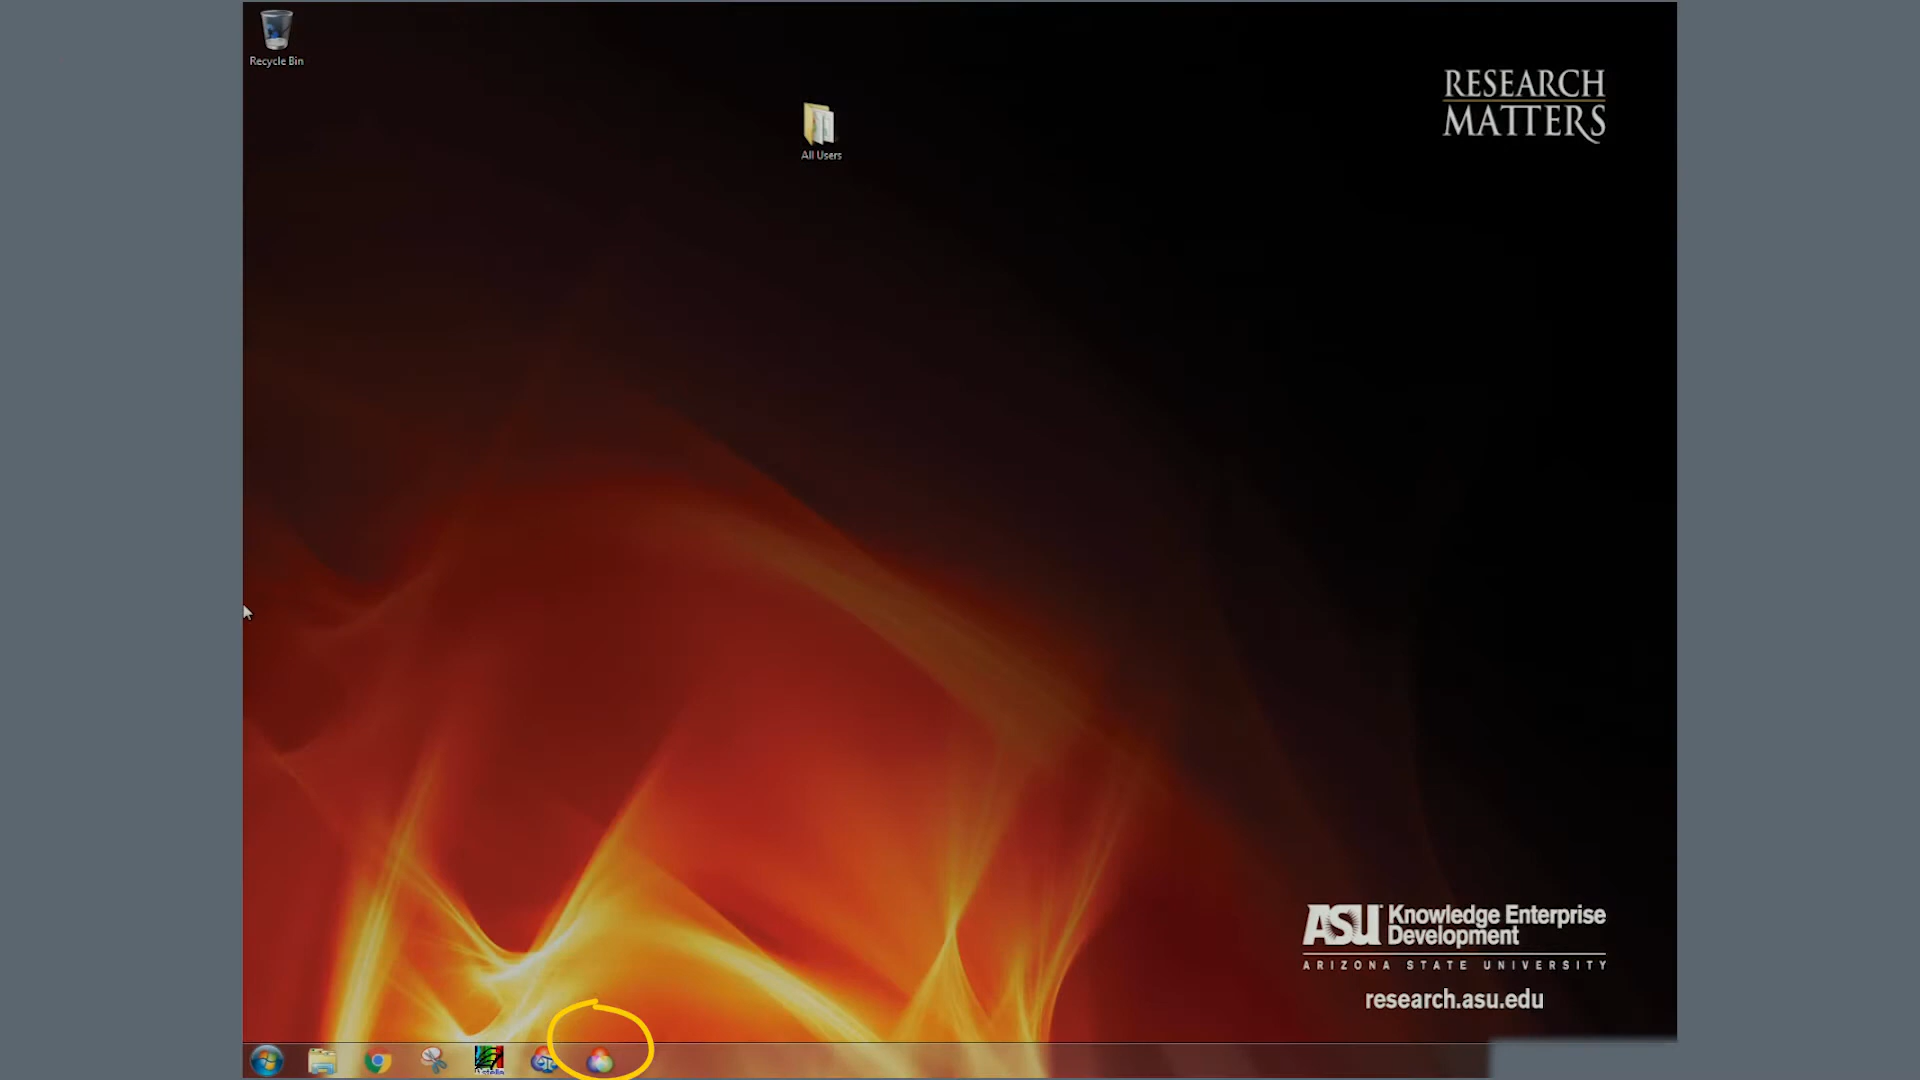 Recycle Bin
All Users
RESEARCH
MATTERS
ASU Knowledge Enterprise
Development
ARIZONA STATE UNIVERSITY
research.asu.edu